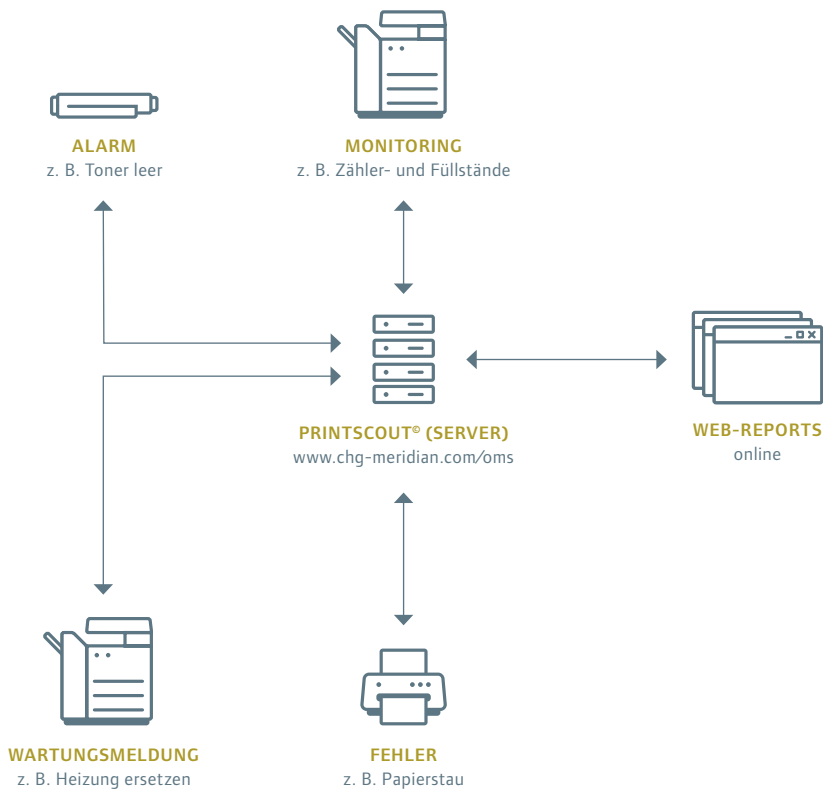 ALARM
z. B. Toner leer
MONITORING
z. B. Zähler- und Füllstände
PRINTSCOUT© (SERVER)
www.chg-meridian.com/oms
WEB-REPORTS
online
WARTUNGSMELDUNG
z. B. Heizung ersetzen
FEHLER
z. B. Papierstau